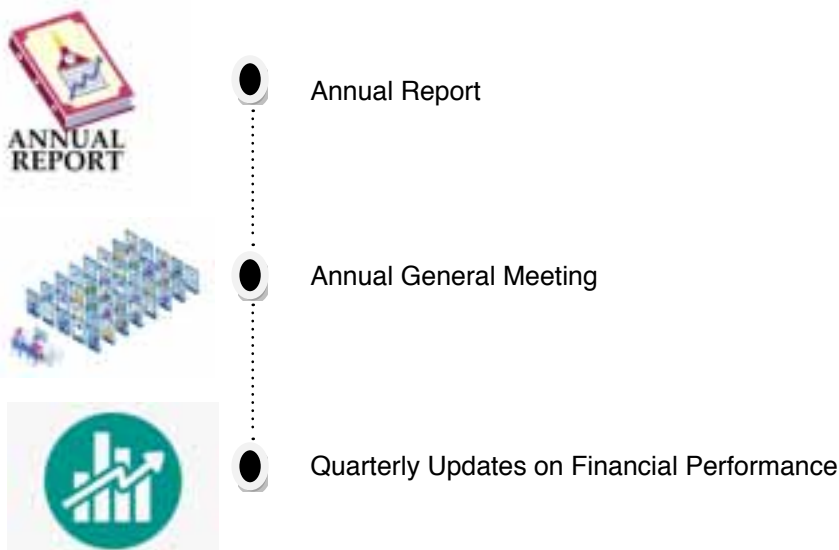 ANNUAL
REPORT
Annual Report
Annual General Meeting
Quarterly Updates on Financial Performance